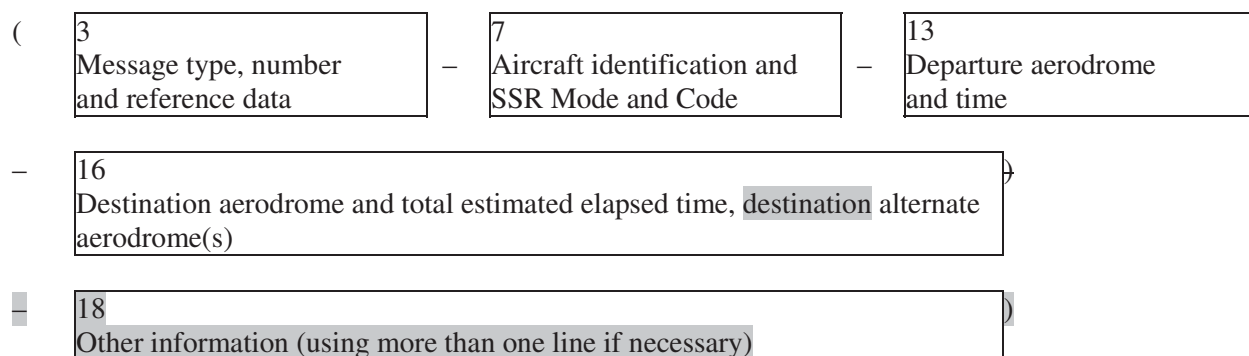 ( 3 7 13
Message type, number – Aircraft identification and – Departure aerodrome
and reference data SSR Mode and Code and time
– 16 )
Destination aerodrome and total estimated elapsed time, destination alternate
aerodrome(s)
– 18 )
Other information (using more than one line if necessary)